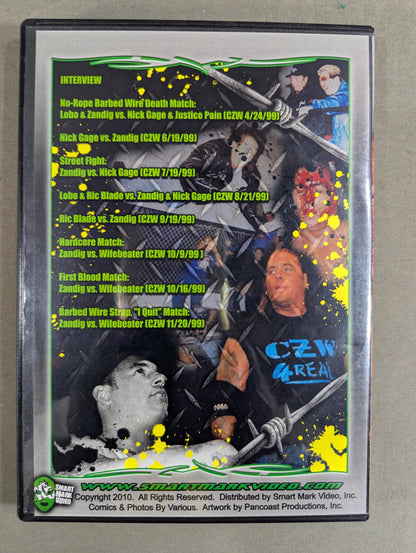 INTERVIEW
No-Rope Barbed Wire Death Match:
Lobo & Zandig vs. Nick Gage & Justice Pain (CZW 4/24/99)
Nick Gage vs. Zandig (CZW 6/19/99)
Street Fight:
Zandig vs. Nick Gage (CZW 7/19/99)
Lobo & Ric Blade vs. Zandig & Nick Gage (CZW 8/21/99)
Ric Blade vs. Zandig (CZW 9/19/99)
Hardcore Match:
Zandig vs. Wifebeater (CZW 10/9/99 )
First Blood Match:
Zandig vs. Wifebeater (CZW 10/16/99)
Barbed Wire Strap, "I Quit" Match:
Zandig vs. Wifebeater (CZW 11/20/99)
CZW
4REAL
SMART
MARK
VIDEO
WWW.SMARTMARKVIDEO.COM
Copyright 2010. All Rights Reserved. Distributed by Smart Mark Video, Inc.
Comics & Photos By Various. Artwork by Pancoast Productions, Inc.